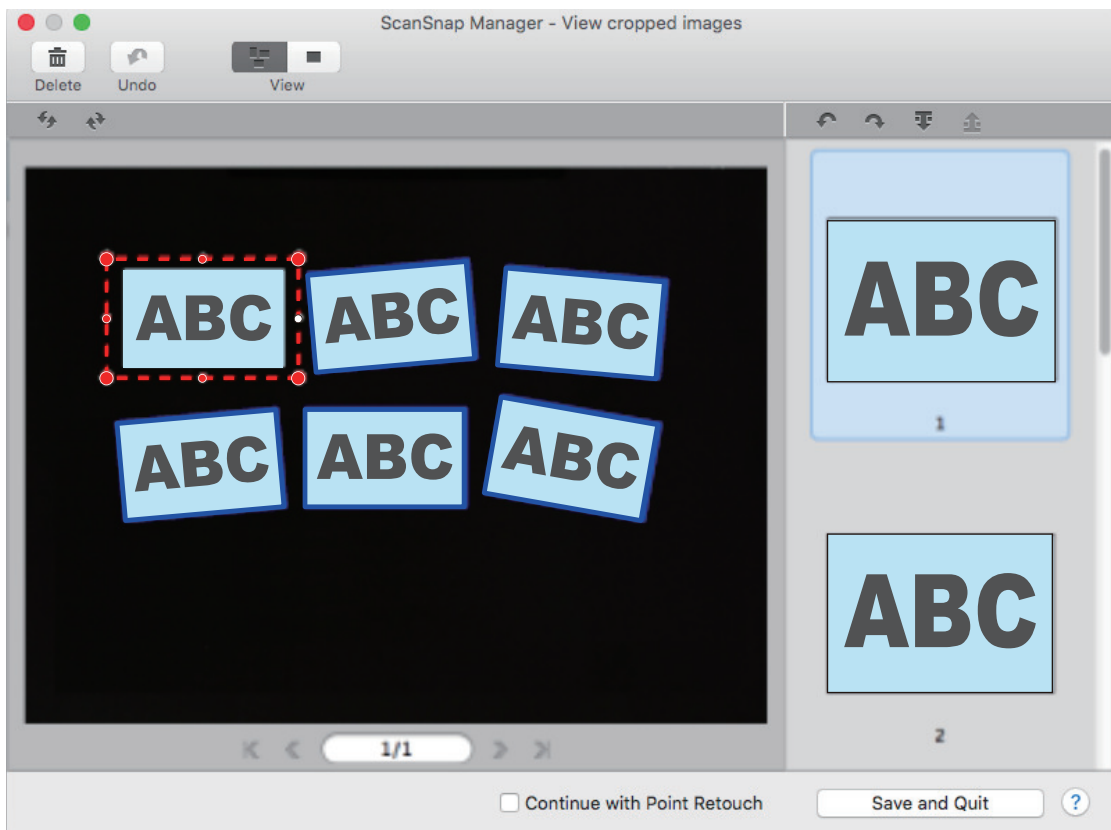 ScanSnap Manager - View cropped images
Delete Undo View
ABC ABC ABC
ABC ABC ABC
1/1
ABC
1
ABC
2
Continue with Point Retouch
Save and Quit
?